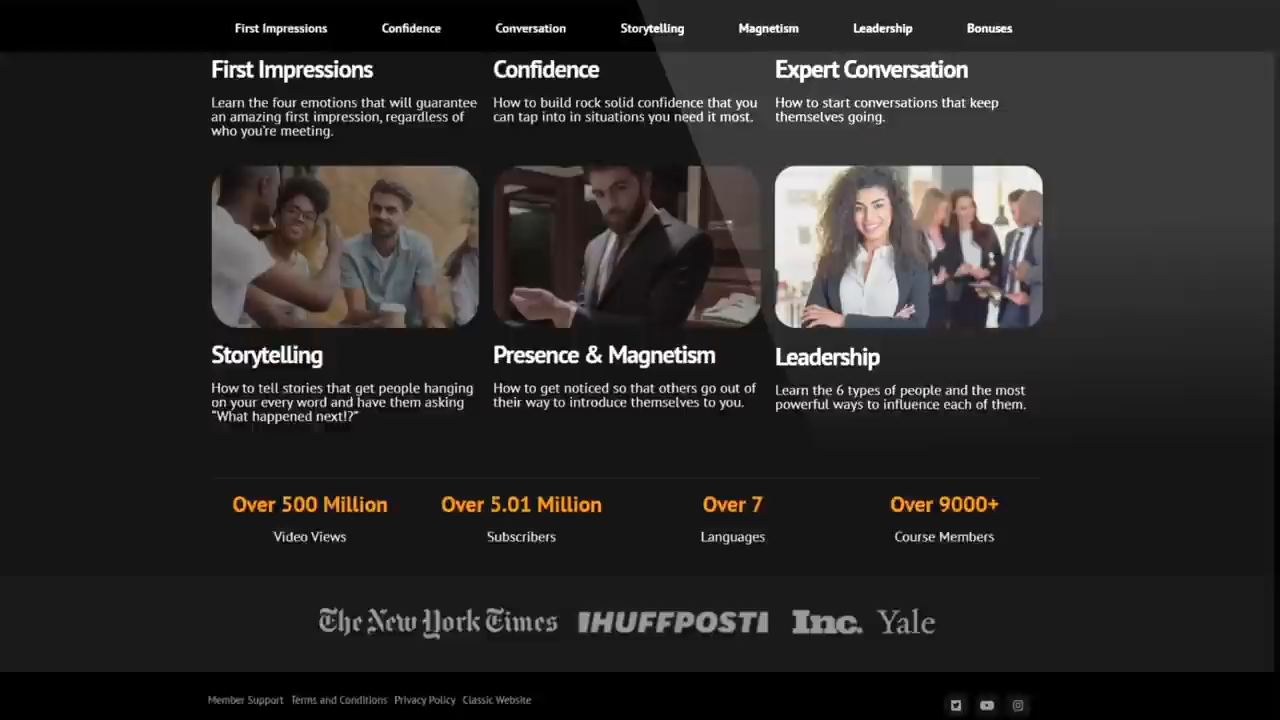 First Impressions Confidence Conversation Storytelling Magnetism Leadership Bonuses
First Impressions
Learn the four emotions that will guarantee
an amazing first impression, regardless of
who you're meeting.
Confidence
How to build rock solid confidence that you
can tap into in situations you need it most.
Expert Conversation
How to start conversations that keep
themselves going.
Storytelling
How to tell stories that get people hanging
on your every word and have them asking
"What happened next!?"
Presence & Magnetism
How to get noticed so that others go out of
their way to introduce themselves to you.
Leadership
Learn the 6 types of people and the most
powerful ways to influence each of them.
Over 500 Million
Video Views
Over 5.01 Million
Subscribers
Over 7
Languages
Over 9000+
Course Members
The New York Times IHUFFPOSTI Inc. Yale
Member Support Terms and Conditions Privacy Policy Classic Website